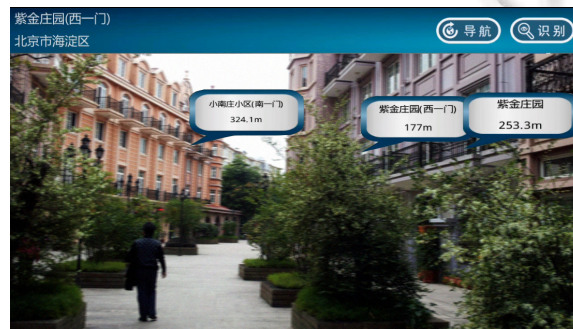 紫金庄园(西一门)
北京市海淀区
导航
识别
小南庄小区(南一门)
324.1m
紫金庄园(西一门)
177m
紫金庄园
253.3m